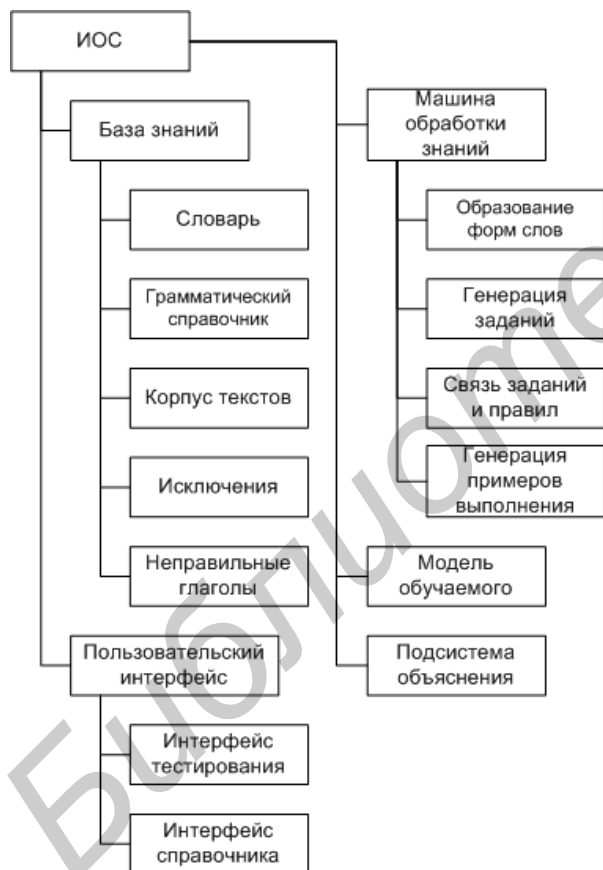 ИОС
База знаний
Словарь
Грамматический
справочник
Корпус текстов
Исключения
Неправильные
глаголы
Пользовательский
интерфейс
Интерфейс
тестирования
Интерфейс
справочника
Машина
обработки
знаний
Образование
форм слов
Генерация
заданий
Связь заданий
и правил
Генерация
примеров
выполнения
Модель
обучаемого
Подсистема
объяснения
Библиоте